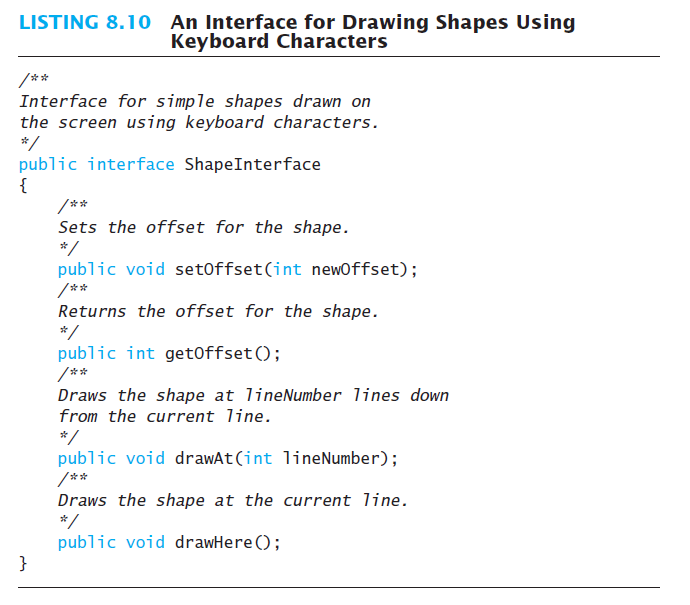 LISTING 8.10 An Interface for Drawing Shapes Using
Keyboard Characters
/**
Interface for simple shapes drawn on
the screen using keyboard characters.
*/
public interface ShapeInterface
{
/**
Sets the offset for the shape.
*/
public void setOffset(int newOffset);
/**
Returns the offset for the shape.
*/
public int getOffset();
/**
Draws the shape at lineNumber lines down
from the current line.
*/
public void drawAt(int lineNumber);
/**
Draws the shape at the current line.
*/
public void drawHere();
}